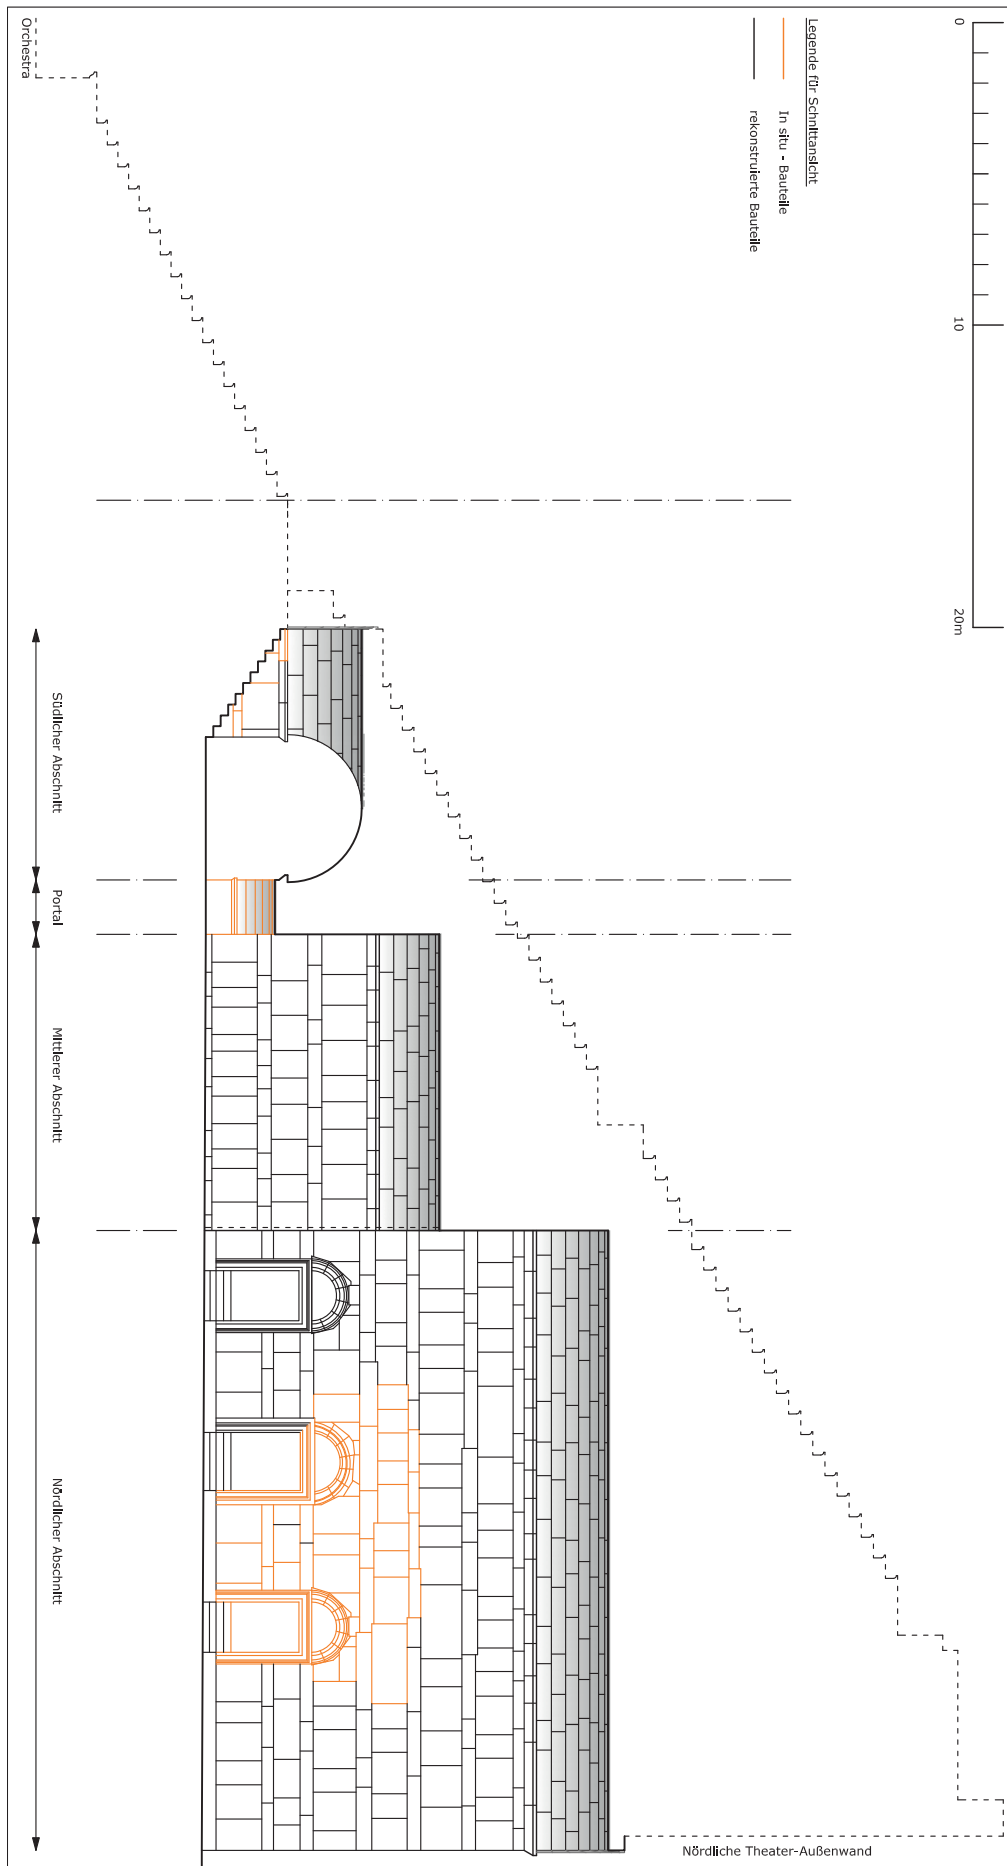 0
10
20m
Legende für Schnittansicht
In situ - Bauteile
rekonstruierte Bauteile
Orchestra
Südlicher Abschnitt
Portal
Mittlerer Abschnitt
Nördlicher Abschnitt
Nördliche Theater-Außenwand